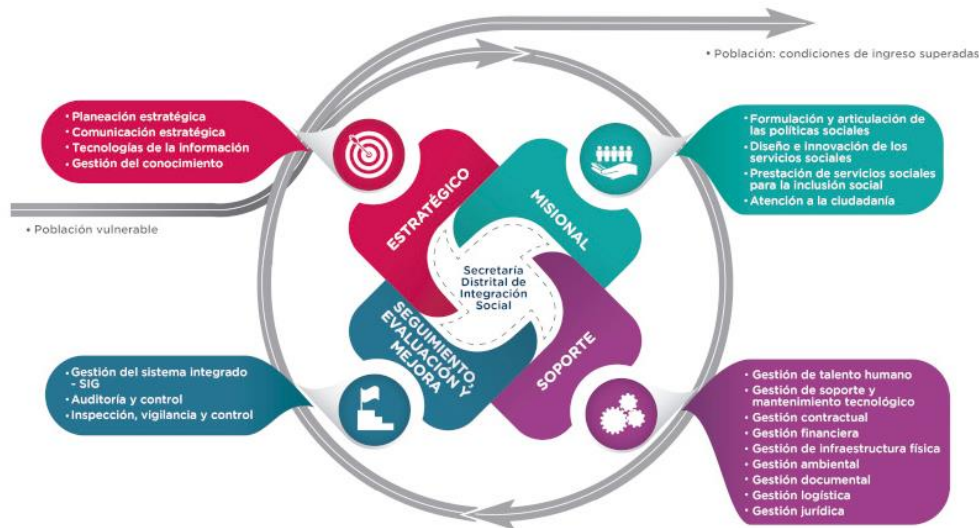 • Población: condiciones de ingreso superadas
• Planeación estratégica
• Comunicación estratégica
• Tecnologías de la información
• Gestión del conocimiento
• Población vulnerable
ESTRATÉGICO
MISIONAL
• Formulación y articulación de
las políticas sociales
• Diseño e innovación de los
servicios sociales
• Prestación de servicios sociales
para la inclusión social
• Atención a la ciudadanía
Secretaría
Distrital de
Integración
Social
SEGUIMIENTO,
EVALUACIÓN Y
MEJORA
SOPORTE
• Gestión del sistema integrado
- SIG
• Auditoría y control
• Inspección, vigilancia y control
• Gestión de talento humano
• Gestión de soporte y
mantenimiento tecnológico
• Gestión contractual
• Gestión financiera
• Gestión de infraestructura física
• Gestión ambiental
• Gestión documental
• Gestión logística
• Gestión jurídica